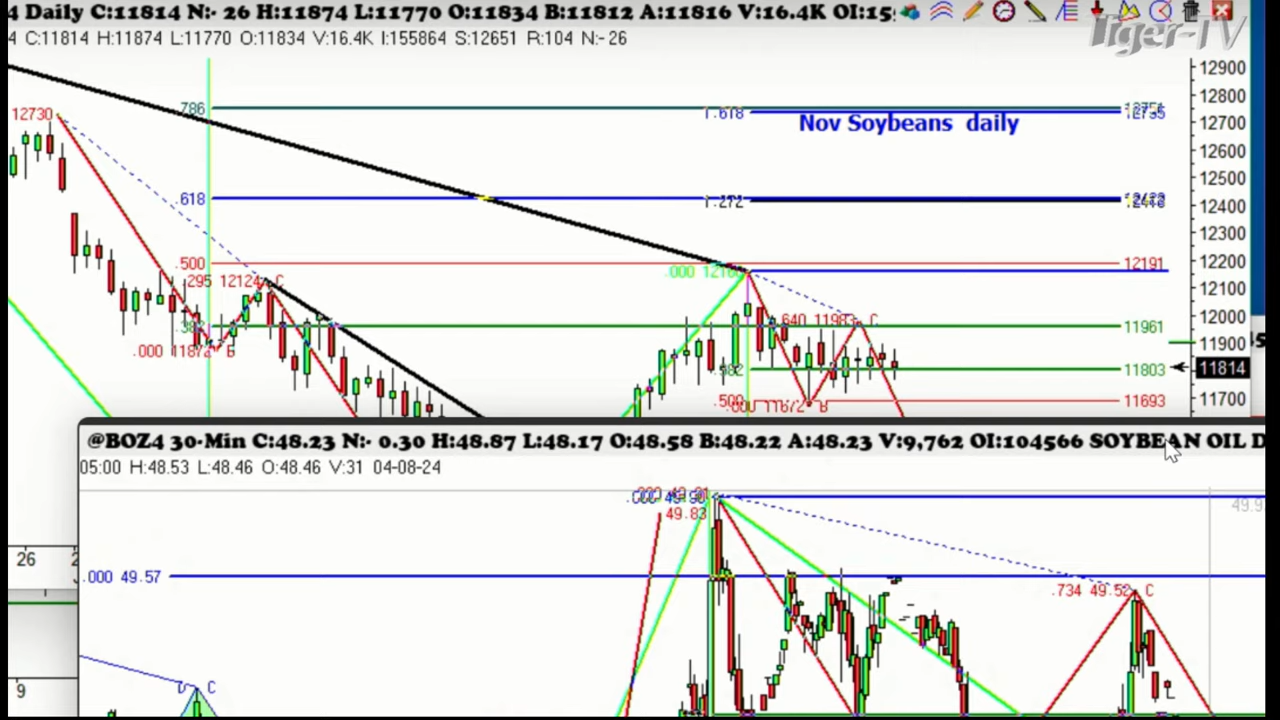 4 Daily C:11814 N:- 26 H:11874 L:11770 O:11834 B:11812 A:11816 V:16.4K OI:15
4 C:11814 H:11874 L:11770 O:11834 V:16.4K I:155864 S:12651 R:104 N:-26
Tiger-TV
12900
12800
12700
12600
12500
12400
12300
12200
12100
12000
11900
11814
11700
12730
.786
1.618
12755
Nov Soybeans daily
.618
1.272
.500
12191
.000
.295 12124 C
.382
.640 11983 C
11961
.000 11872 B
11803
.500
11693
.000 11672 B
@BOZ4 30-Min C:48.23 N:- 0.30 H:48.87 L:48.17 O:48.58 B:48.22 A:48.23 V:9,762 OI:104566 SOYBEAN OIL D
05:00 H:48.53 L:48.46 O:48.46 V:31 04-08-24
49.83
49.9
26
.000 49.57
.734 49.52 C
9
C